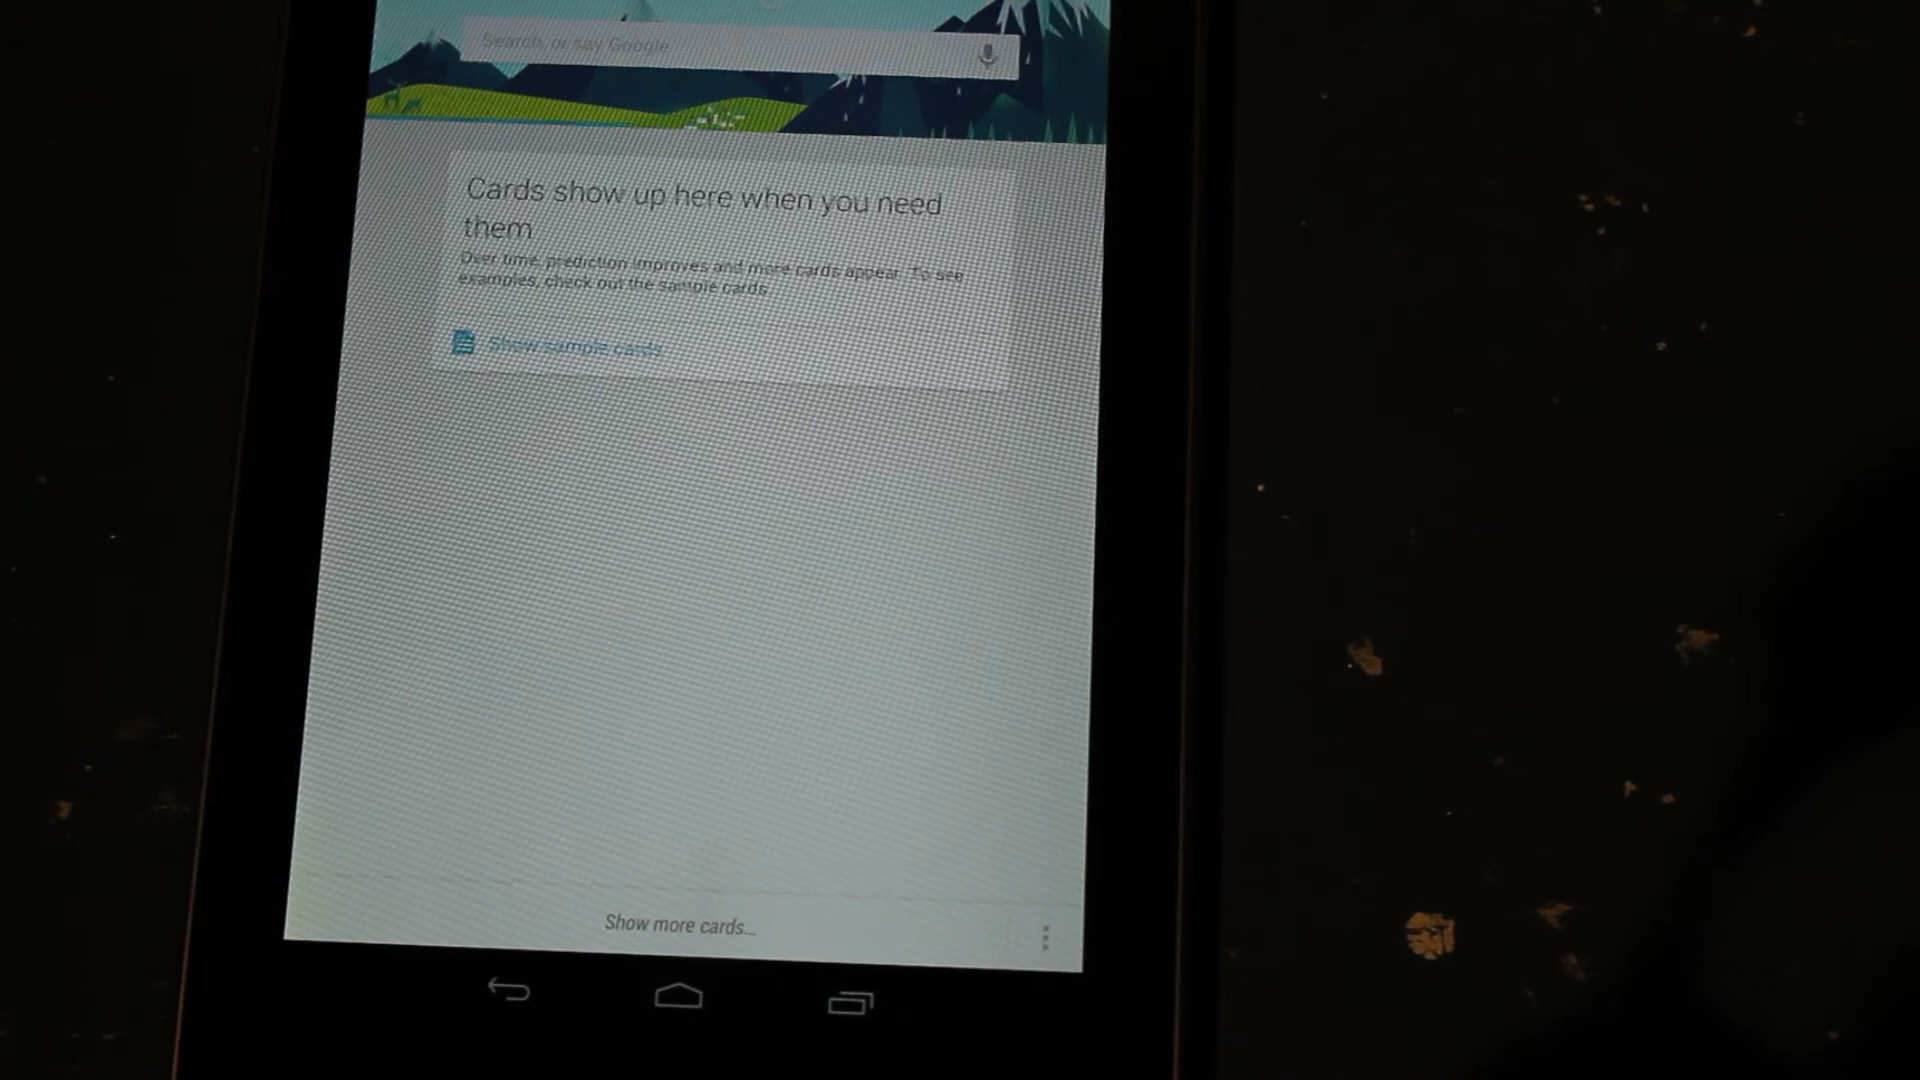 Search, or say Google
Cards show up here when you need
them
Over time, prediction improves and more cards appear. To see
examples, check out the sample cards.
Show sample cards
Show more cards...